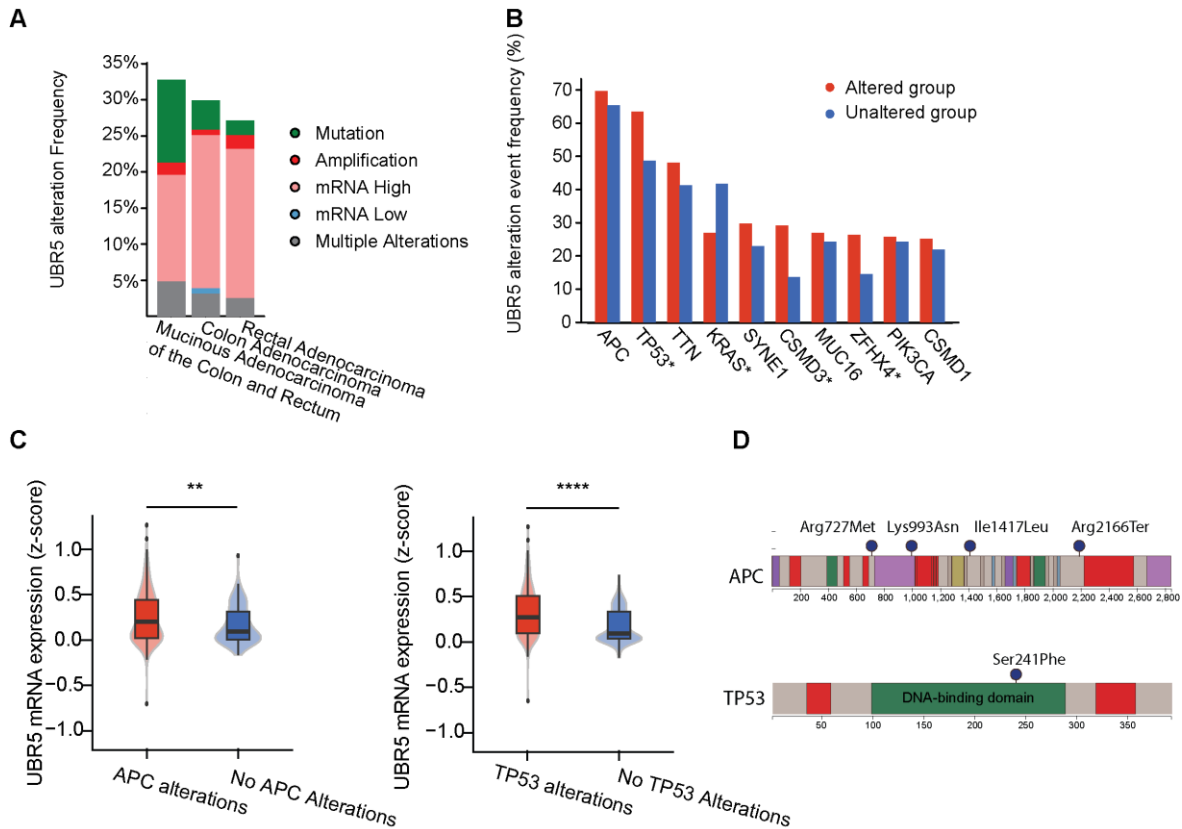 A
UBR5 alteration Frequency
35%
30%
25%
20%
15%
10%
5%
Mutation
Amplification
mRNA High
mRNA Low
Multiple Alterations
Mucinous Adenocarcinoma
of the Colon and Rectum
Colon Adenocarcinoma
Rectal Adenocarcinoma
B
UBR5 alteration event frequency (%)
70
60
50
40
30
20
10
0
Altered group
Unaltered group
APC
TP53*
TTN
KRAS*
SYNE1
CSMD3*
MUC16
ZFHX4*
PIK3CA
CSMD1
C
UBR5 mRNA expression (z-score)
1.0
0.5
0.0
−0.5
−1.0
**
APC alterations
No APC Alterations
UBR5 mRNA expression (z-score)
1.0
0.5
0.0
−0.5
−1.0
****
TP53 alterations
No TP53 Alterations
D
Arg727Met Lys993Asn Ile1417Leu Arg2166Ter
APC
200 400 600 800 1,000 1,200 1,400 1,600 1,800 2,000 2,200 2,400 2,600 2,800
Ser241Phe
TP53
DNA-binding domain
50 100 150 200 250 300 350